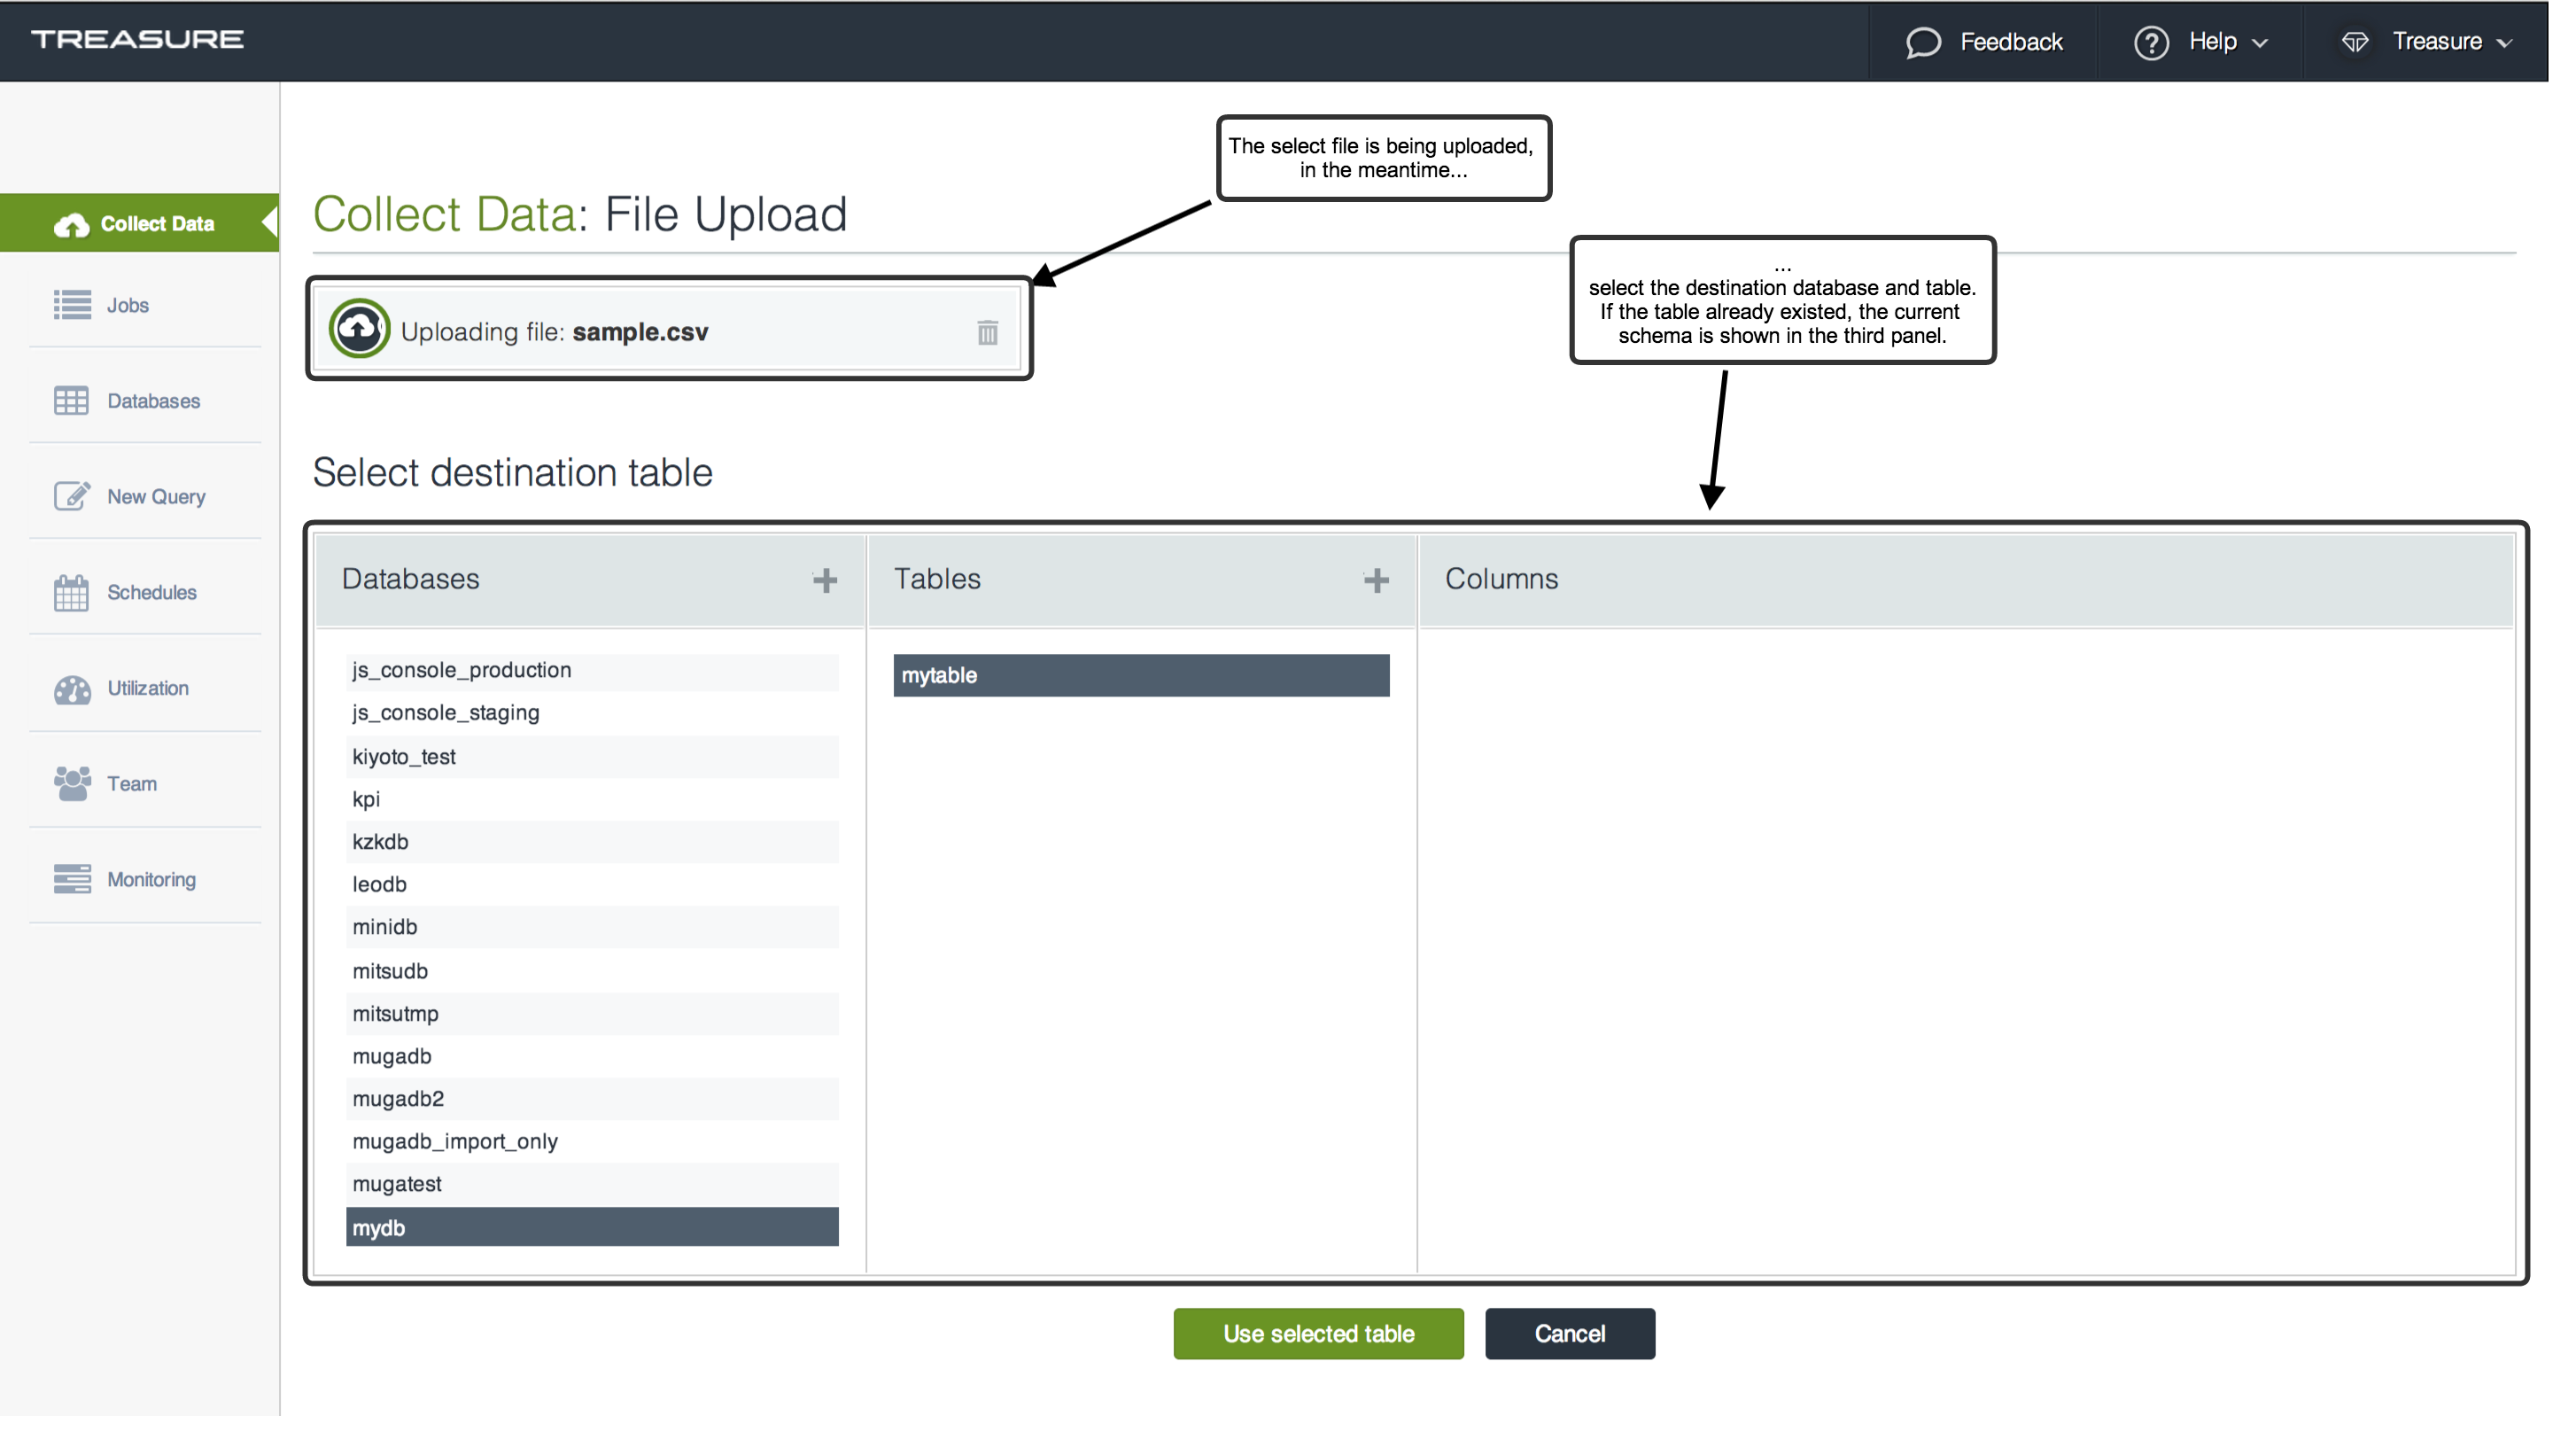 TREASURE
Feedback
Help
Treasure
The select file is being uploaded,
in the meantime...
Collect Data
Collect Data: File Upload
...
select the destination database and table.
If the table already existed, the current
schema is shown in the third panel.
Jobs
Uploading file: sample.csv
Databases
New Query
Select destination table
Schedules
Utilization
Team
Monitoring
Databases
Tables
Columns
js_console_production
js_console_staging
kiyoto_test
kpi
kzkdb
leodb
minidb
mitsudb
mitsutmp
mugadb
mugadb2
mugadb_import_only
mugatest
mydb
mytable
Use selected table
Cancel